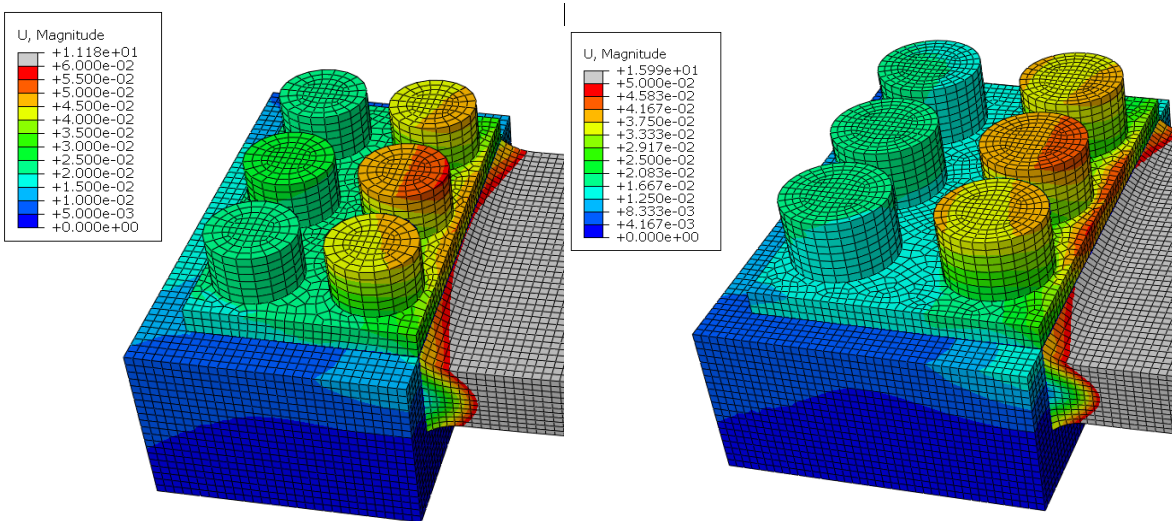 U, Magnitude
+1.118e+01
+6.000e-02
+5.500e-02
+5.000e-02
+4.500e-02
+4.000e-02
+3.500e-02
+3.000e-02
+2.500e-02
+2.000e-02
+1.500e-02
+1.000e-02
+5.000e-03
+0.000e+00
U, Magnitude
+1.599e+01
+5.000e-02
+4.583e-02
+4.167e-02
+3.750e-02
+3.333e-02
+2.917e-02
+2.500e-02
+2.083e-02
+1.667e-02
+1.250e-02
+8.333e-03
+4.167e-03
+0.000e+00